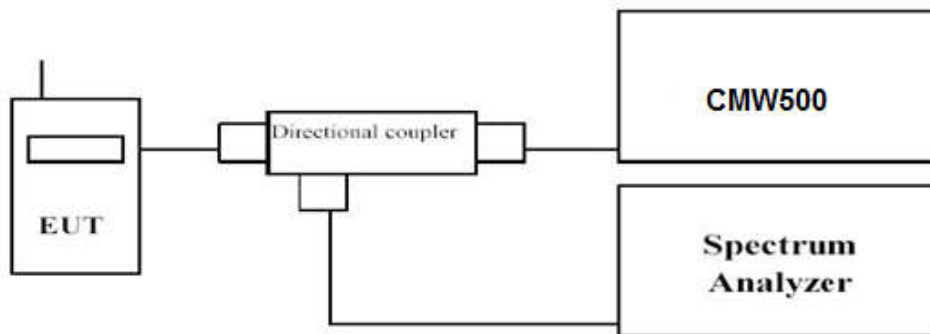 EUT
Directional coupler
CMW500
Spectrum
Analyzer